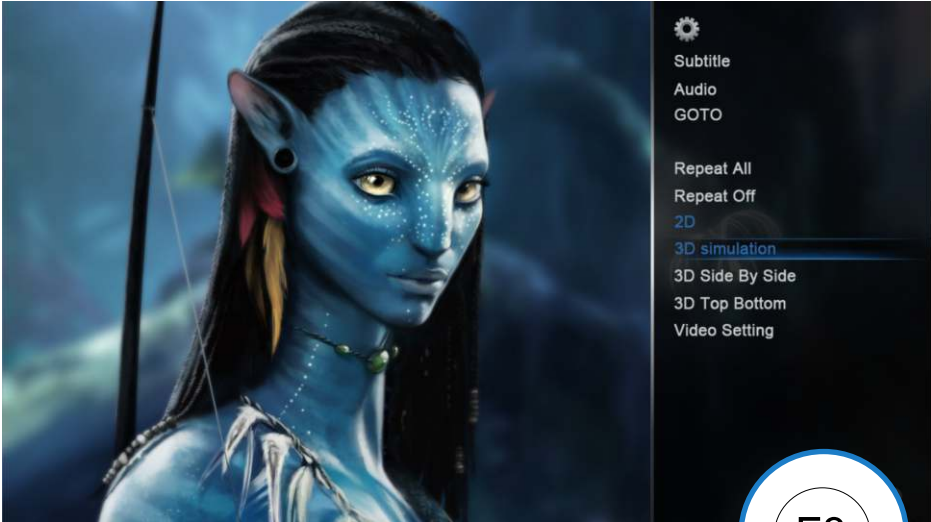 Subtitle
Audio
GOTO
Repeat All
Repeat Off
2D
3D simulation
3D Side By Side
3D Top Bottom
Video Setting